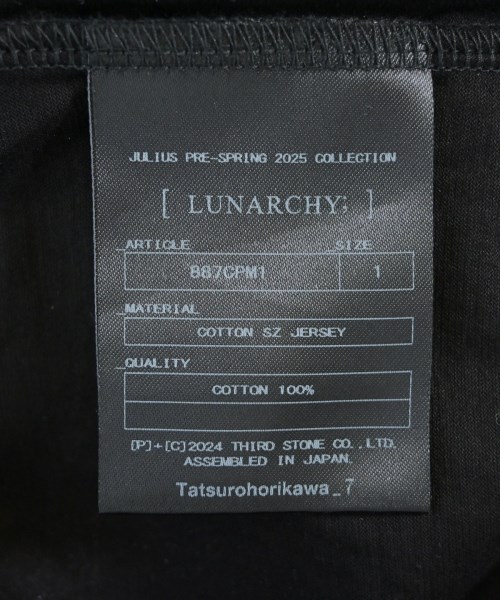 JULIUS PRE-SPRING 2025 COLLECTION
[ LUNARCHY; ]
_ARTICLE SIZE
887CPM1 1
_MATERIAL
COTTON SZ JERSEY
_QUALITY
COTTON 100%
[P]+[C]2024 THIRD STONE CO.,LTD.
ASSEMBLED IN JAPAN.
Tatsurohorikawa_7